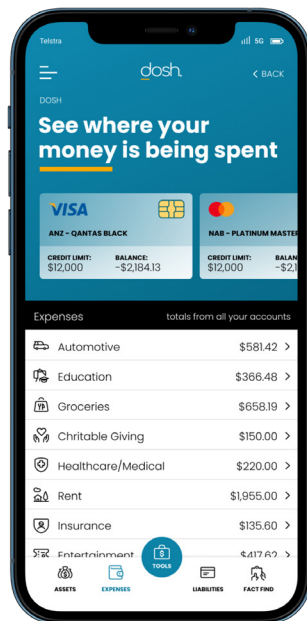 Telstra
5G
dosh
< BACK
DOSH
See where your
money is being spent
VISA
ANZ - QANTAS BLACK
CREDIT LIMIT: BALANCE:
$12,000 -$2,184.13
NAB - PLATINUM MASTER
CREDIT LIMIT: BALAN
$12,000 -$2,1
Expenses totals from all your accounts
Automotive $581.42 >
Education $366.48 >
Groceries $658.19 >
Chritable Giving $150.00 >
Healthcare/Medical $220.00 >
Rent $1,955.00 >
Insurance $135.60 >
Entertainment $417.62 >
ASSETS EXPENSES TOOLS LIABILITIES FACT FIND